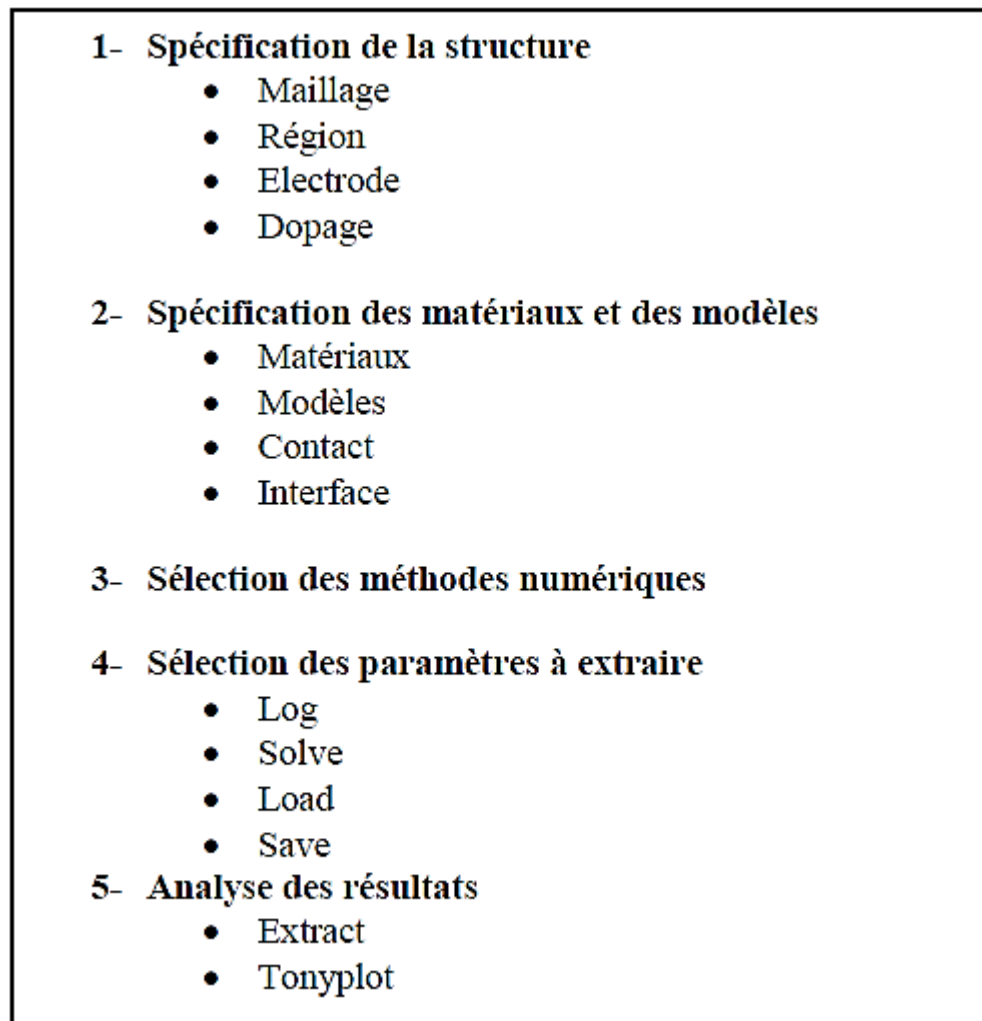 1- Spécification de la structure
• Maillage
• Région
• Electrode
• Dopage
2- Spécification des matériaux et des modèles
• Matériaux
• Modèles
• Contact
• Interface
3- Sélection des méthodes numériques
4- Sélection des paramètres à extraire
• Log
• Solve
• Load
• Save
5- Analyse des résultats
• Extract
• Tonyplot